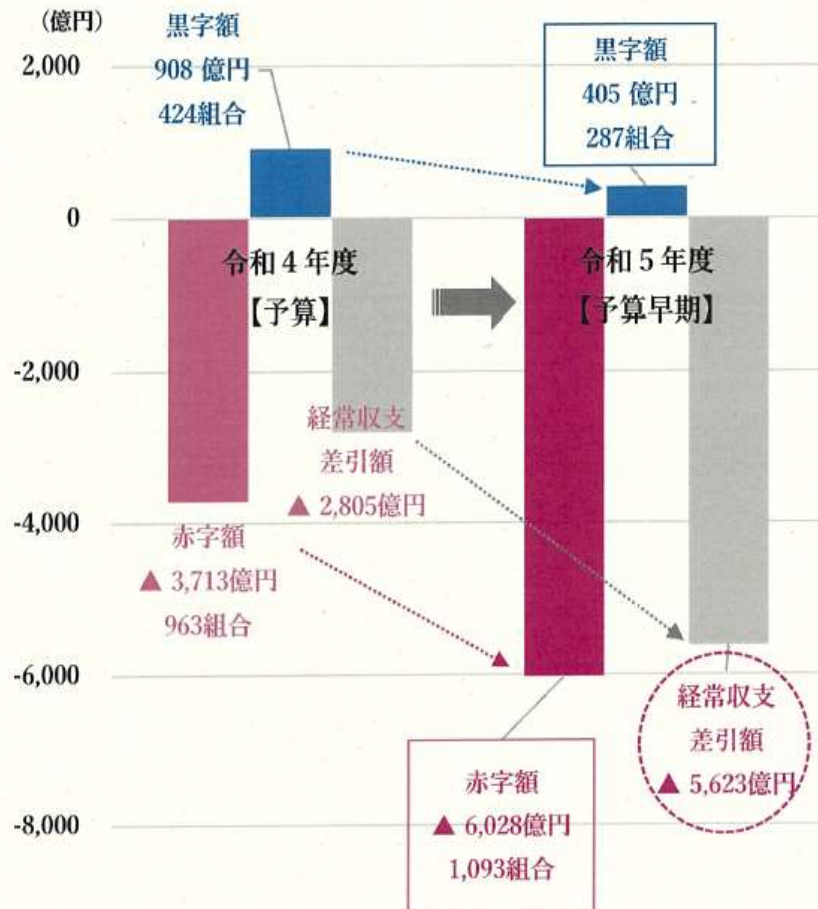 (億円)
2,000
0
-2,000
-4,000
-6,000
-8,000
黒字額
908 億円
424組合
令和４年度
【予算】
経常収支
差引額
▲ 2,805億円
赤字額
▲ 3,713億円
963組合
黒字額
405 億円
287組合
令和５年度
【予算早期】
経常収支
差引額
▲ 5,623億円
赤字額
▲ 6,028億円
1,093組合